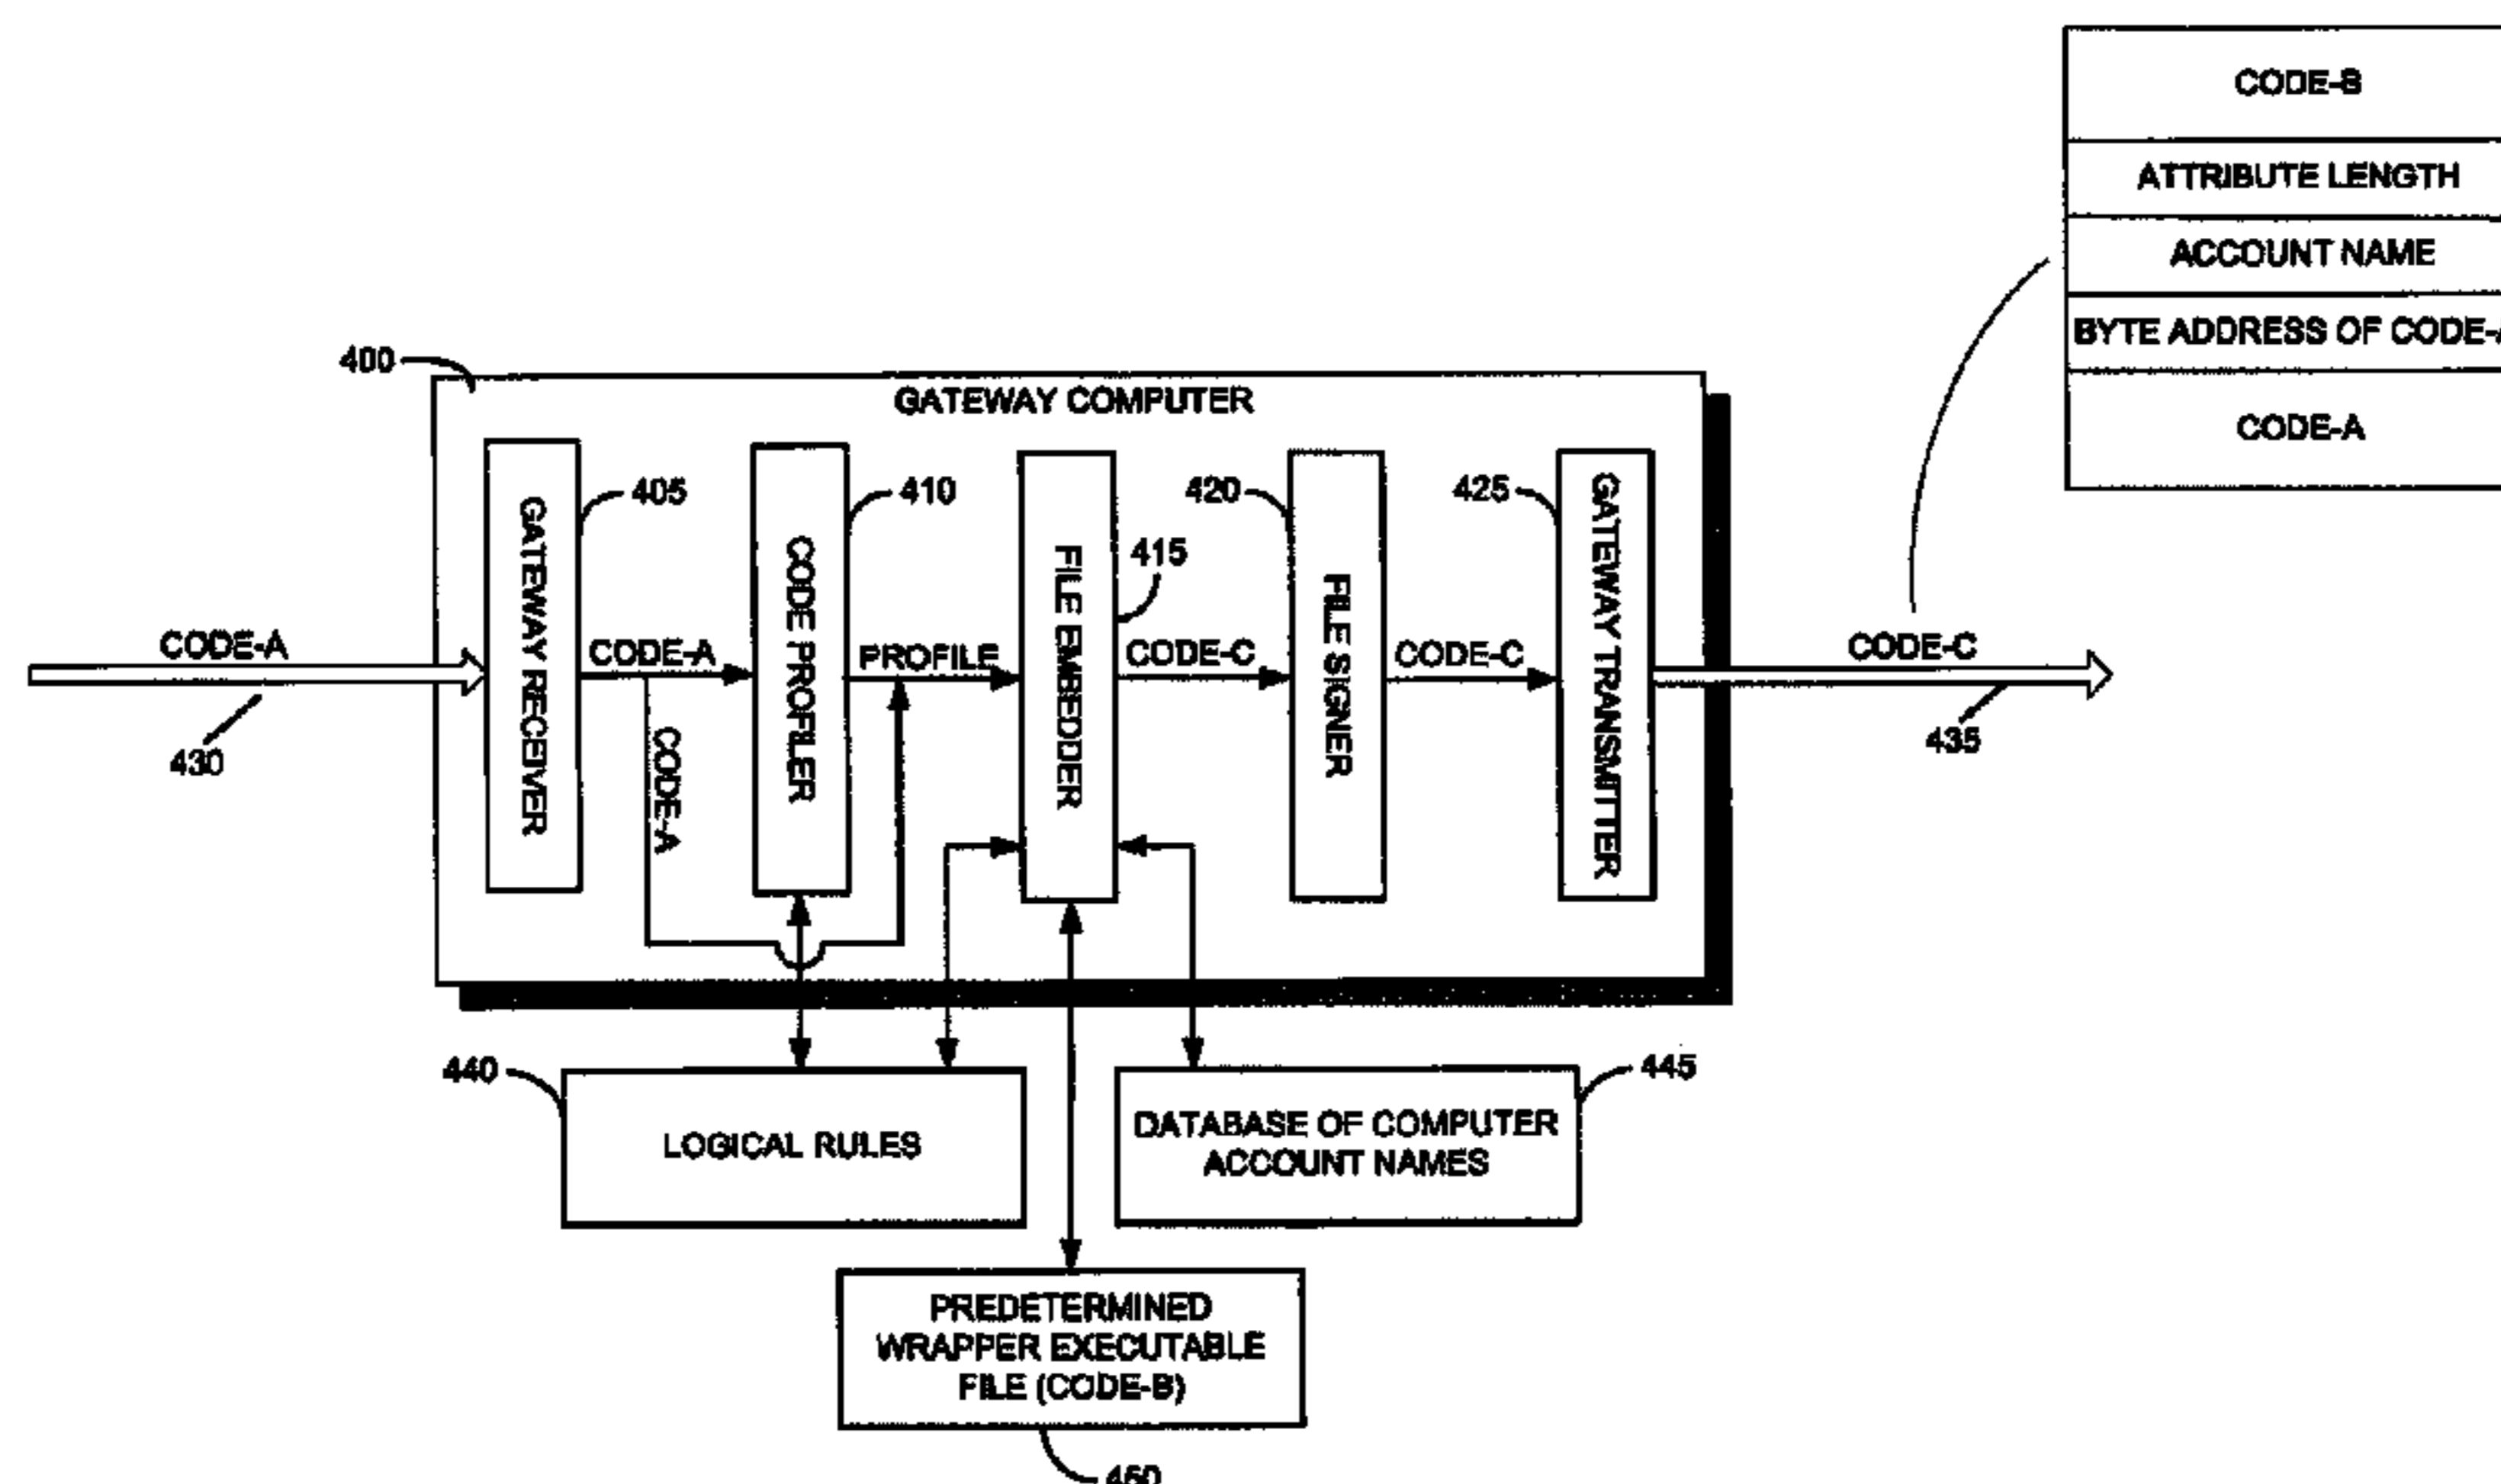 CODE-B
ATTRIBUTE LENGTH
ACCOUNT NAME
BYTE ADDRESS OF CODE-A
CODE-A
400
GATEWAY COMPUTER
GATEWAY RECEIVER
405
CODE PROFILER
410
FILE EMBEDDER
415
420
FILE SIGNER
425
GATEWAY TRANSMITTER
CODE-A
430
CODE-A
CODE-A
PROFILE
CODE-C
CODE-C
CODE-C
435
440
LOGICAL RULES
445
DATABASE OF COMPUTER
ACCOUNT NAMES
PREDETERMINED
WRAPPER EXECUTABLE
FILE (CODE-B)
450